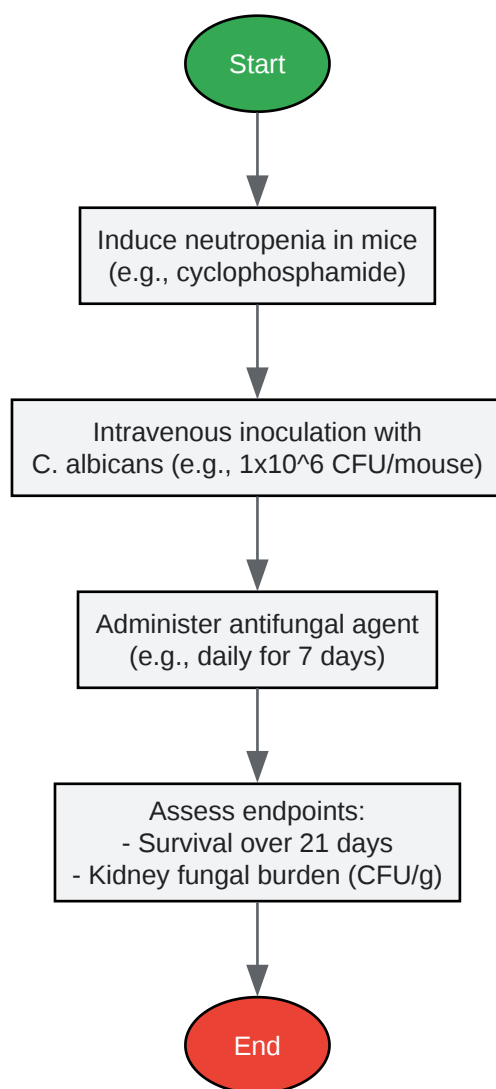 Start
Induce neutropenia in mice
(e.g., cyclophosphamide)
Intravenous inoculation with
C. albicans (e.g., 1x10^6 CFU/mouse)
Administer antifungal agent
(e.g., daily for 7 days)
Assess endpoints:
- Survival over 21 days
- Kidney fungal burden (CFU/g)
End